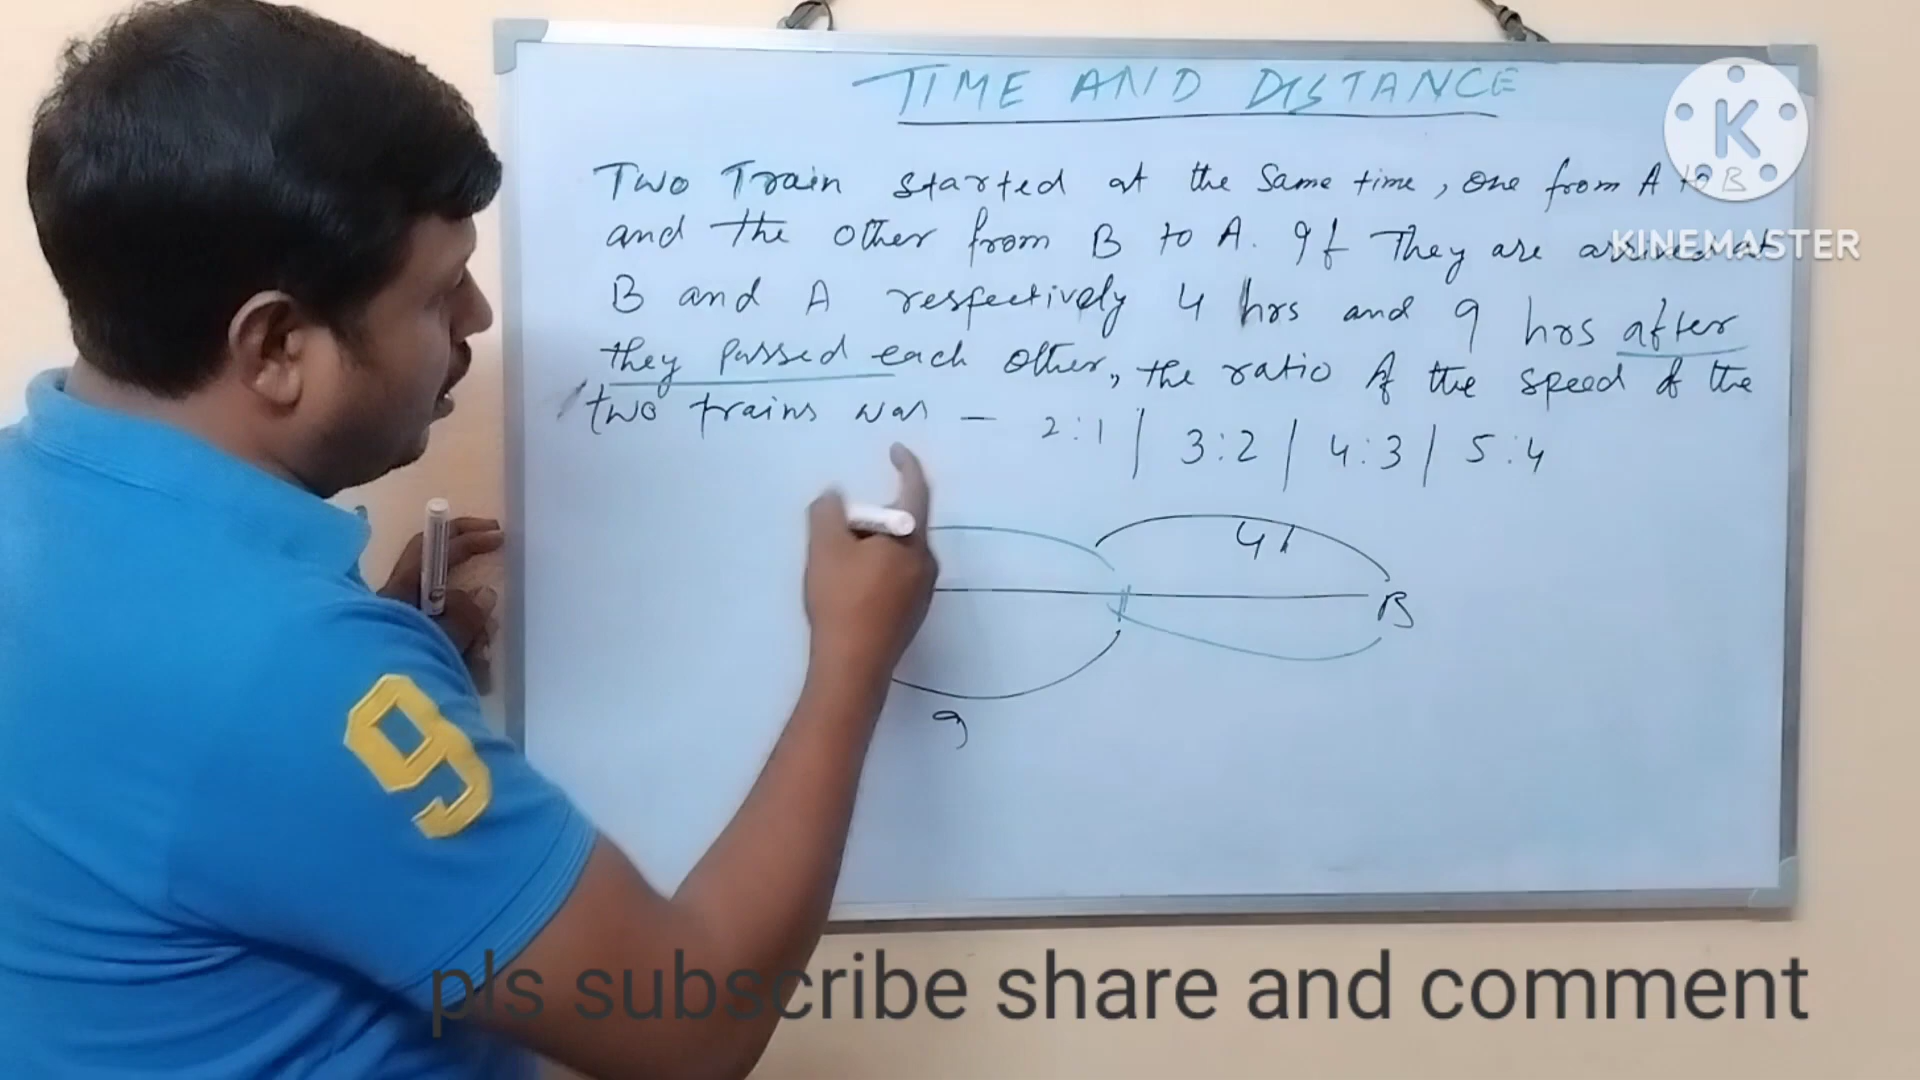 TIME AND DISTANCE
K
KINEMASTER
Two Train started at the same time, one from A to B
and the other from B to A. If They are arrived at
B and A respectively 4 hrs and 9 hrs after
they passed each other, the ratio of the speed of the
two trains was - 2:1 | 3:2 | 4:3 | 5:4
4h
B
9
9
pls subscribe share and comment